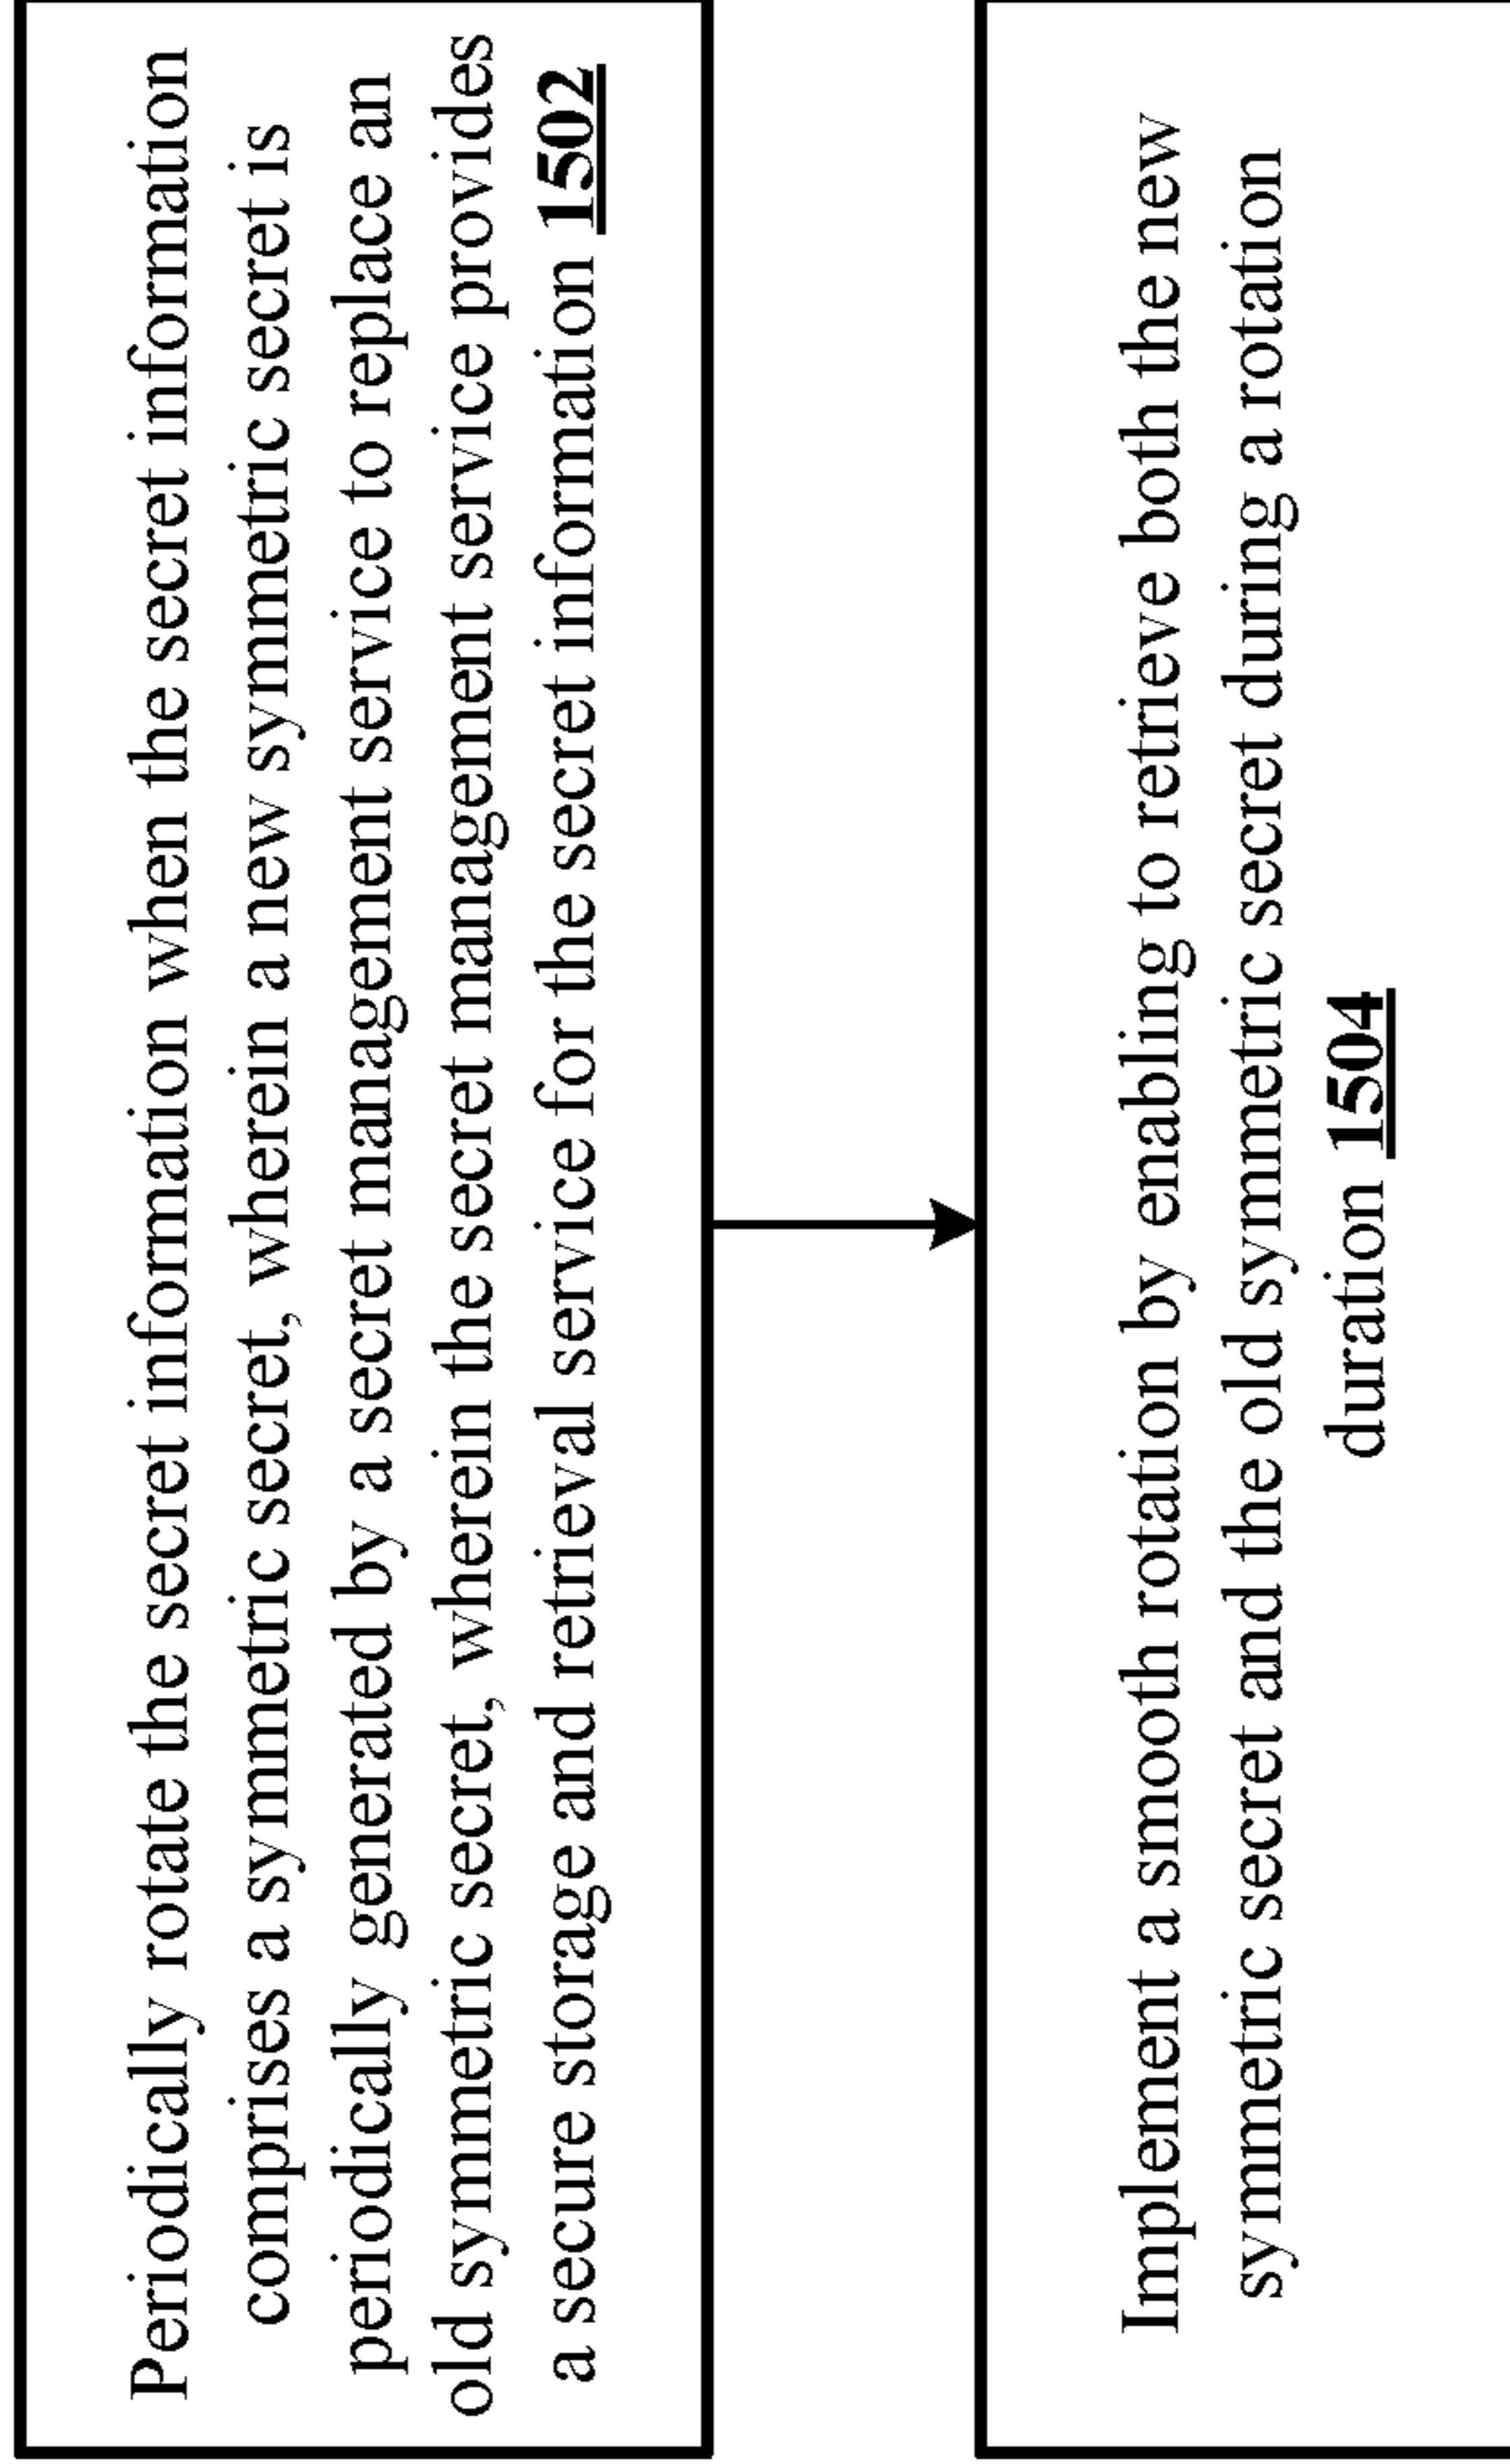 Periodically rotate the secret information when the secret information
comprises a symmetric secret, wherein a new symmetric secret is
periodically generated by a secret management service to replace an
old symmetric secret, wherein the secret management service provides
a secure storage and retrieval service for the secret information 1502
Implement a smooth rotation by enabling to retrieve both the new
symmetric secret and the old symmetric secret during a rotation
duration 1504